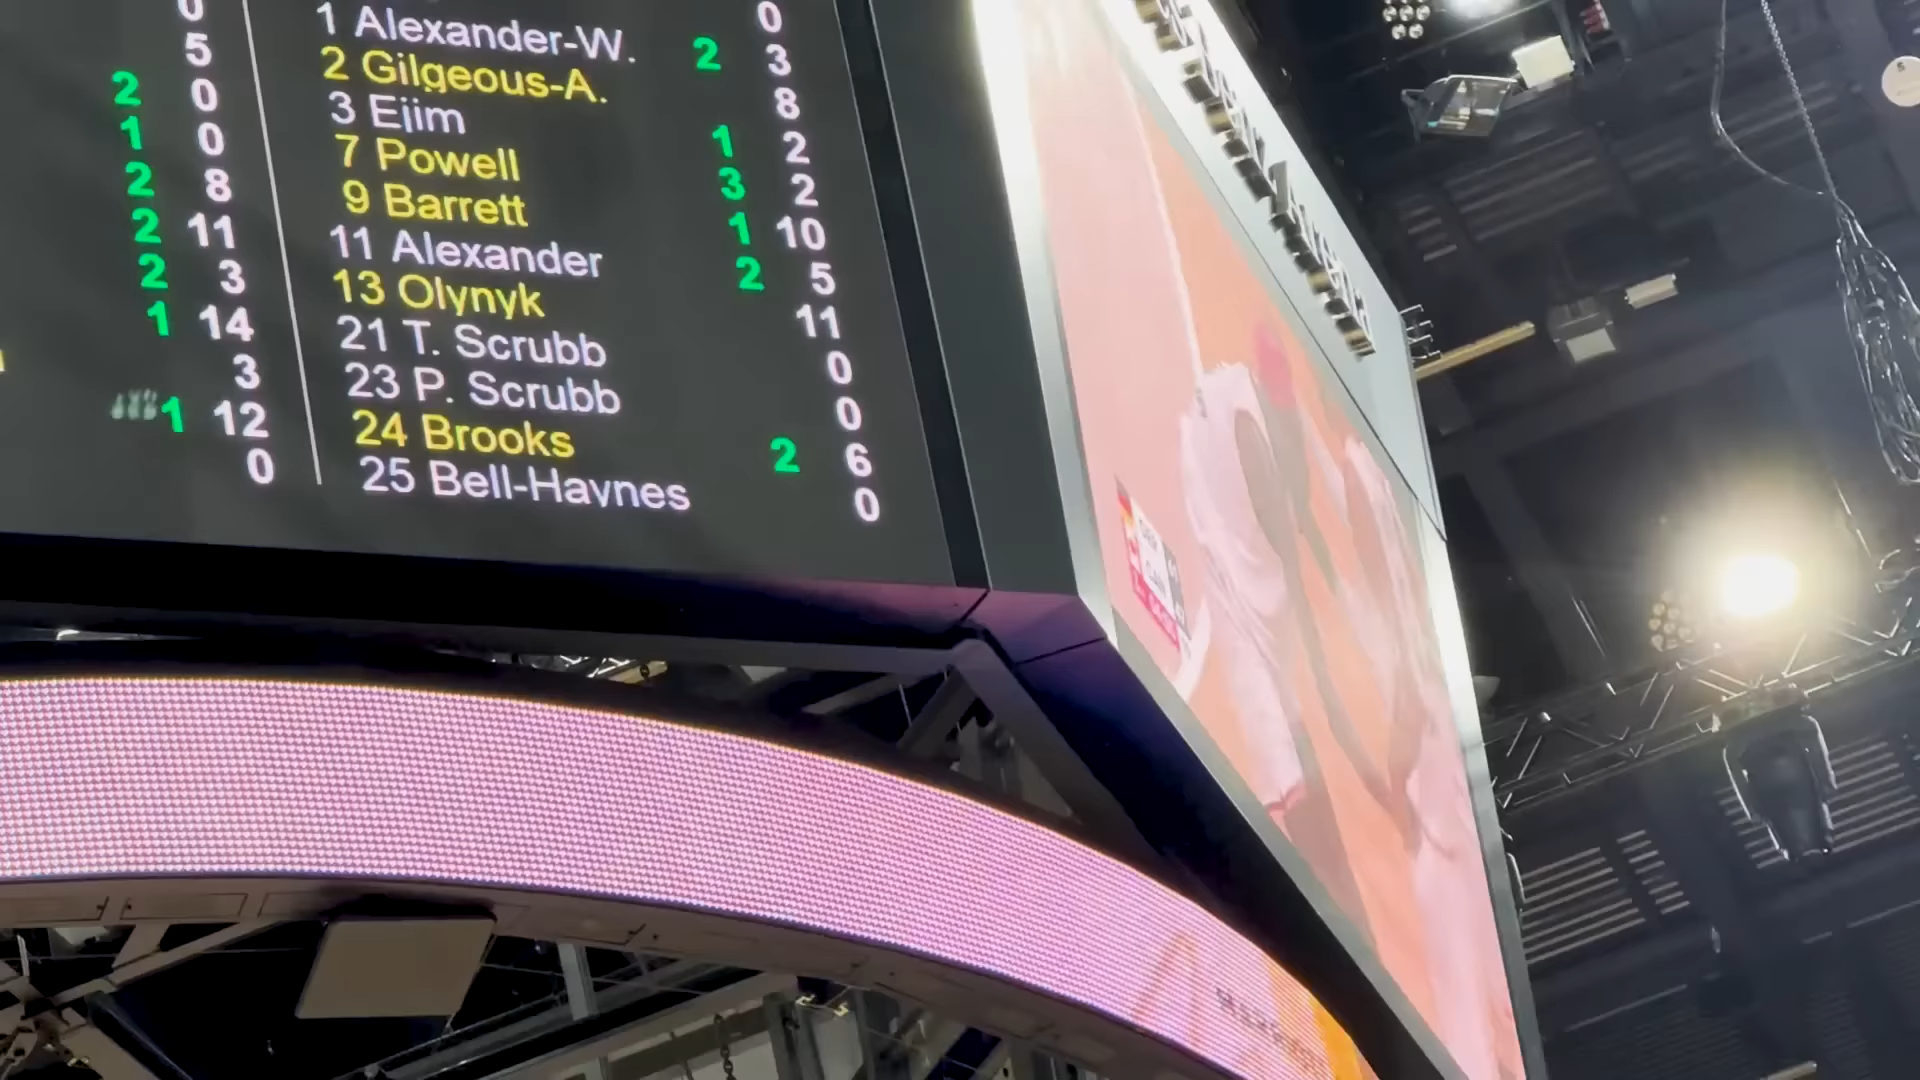 0
0 1 Alexander-W. 2 3
5 2 Gilgeous-A. 8
2 0 3 Ejim 1 2
1 0 7 Powell 3 2
2 8 9 Barrett 1 10
2 11 11 Alexander 2 5
2 3 13 Olynyk 11
1 14 21 T. Scrubb 0
3 23 P. Scrubb 0
1 12 24 Brooks 2 6
0 25 Bell-Haynes 0